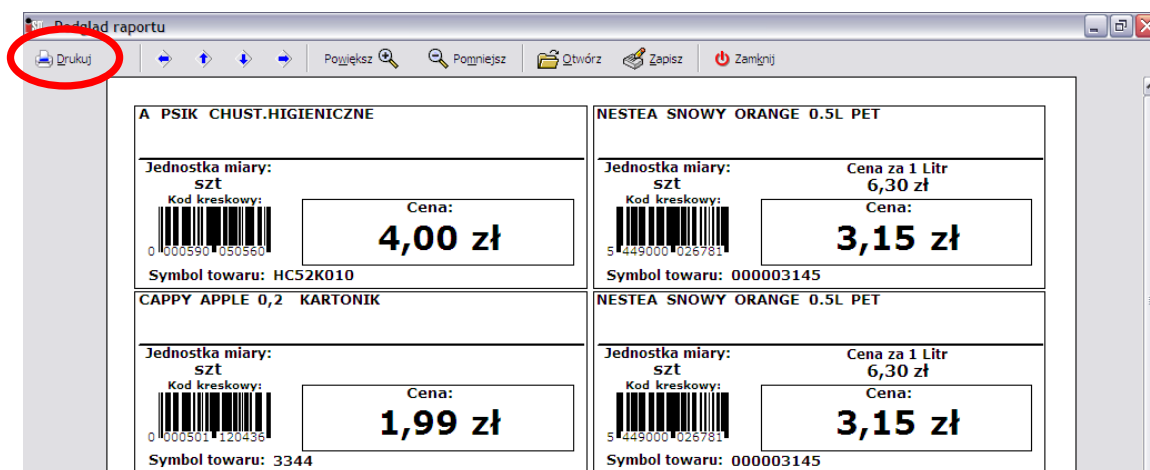 Podgląd raportu
Drukuj Powiększ Pomniejsz Otwórz Zapisz Zamknij
A PSIK CHUST.HIGIENICZNE
Jednostka miary:
szt
Kod kreskowy:
0 000590 050560
Cena:
4,00 zł
Symbol towaru: HC52K010
NESTEA SNOWY ORANGE 0.5L PET
Jednostka miary:
szt
Cena za 1 Litr
6,30 zł
Kod kreskowy:
5 449000 026781
Cena:
3,15 zł
Symbol towaru: 000003145
CAPPY APPLE 0,2 KARTONIK
Jednostka miary:
szt
Kod kreskowy:
0 000501 120436
Cena:
1,99 zł
Symbol towaru: 3344
NESTEA SNOWY ORANGE 0.5L PET
Jednostka miary:
szt
Cena za 1 Litr
6,30 zł
Kod kreskowy:
5 449000 026781
Cena:
3,15 zł
Symbol towaru: 000003145